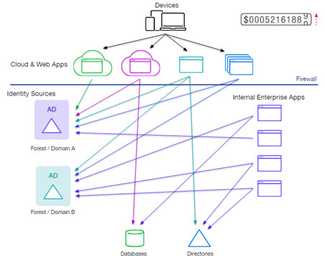 Devices
$0005216188
Cloud & Web Apps
Firewall
Identity Sources
Internal Enterprise Apps
AD
Forest / Domain A
AD
Forest / Domain B
Databases
Directories